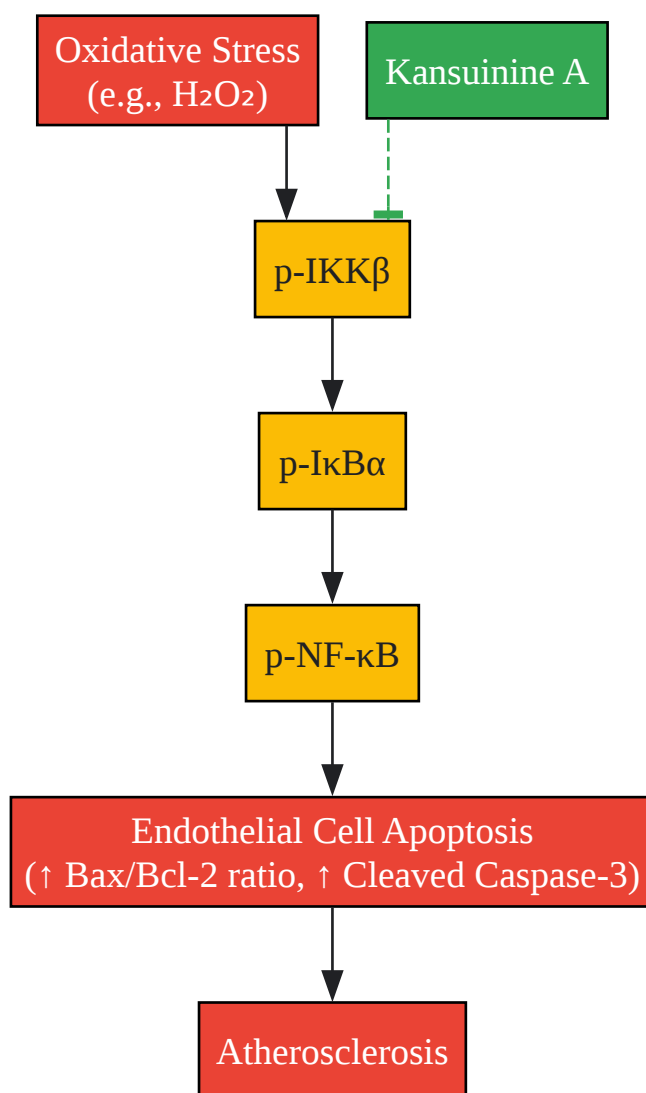 Oxidative Stress
(e.g., H₂O₂)
Kansuinine A
p-IKKβ
p-IκBα
p-NF-κB
Endothelial Cell Apoptosis
(↑ Bax/Bcl-2 ratio, ↑ Cleaved Caspase-3)
Atherosclerosis